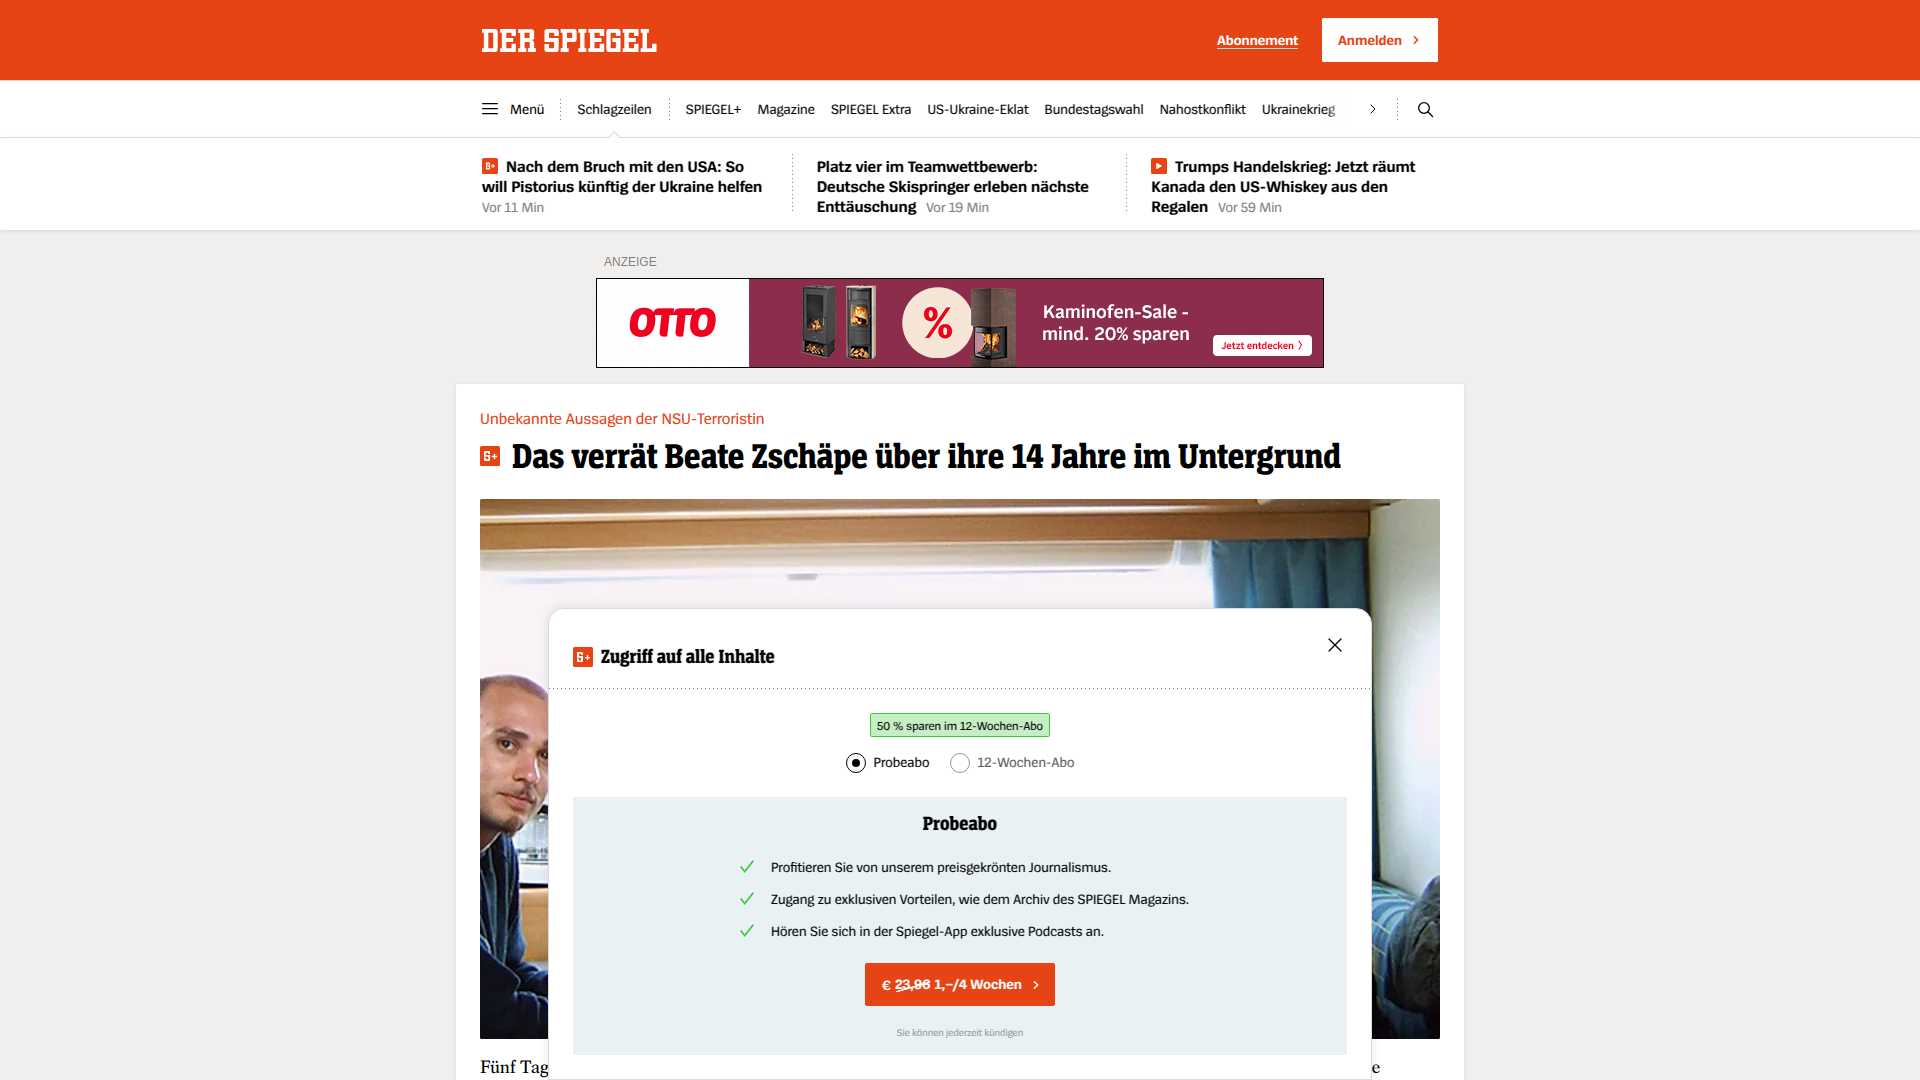 DER SPIEGEL
Abonnement
Anmelden
Menü
Schlagzeilen
SPIEGEL+
Magazine
SPIEGEL Extra
US-Ukraine-Eklat
Bundestagswahl
Nahostkonflikt
Ukrainekrieg
Nach dem Bruch mit den USA: So
will Pistorius künftig der Ukraine helfen
Vor 11 Min
Platz vier im Teamwettbewerb:
Deutsche Skispringer erleben nächste
Enttäuschung Vor 19 Min
Trumps Handelskrieg: Jetzt räumt
Kanada den US-Whiskey aus den
Regalen Vor 59 Min
ANZEIGE
OTTO
%
Kaminofen-Sale -
mind. 20% sparen
Jetzt entdecken
Unbekannte Aussagen der NSU-Terroristin
Das verrät Beate Zschäpe über ihre 14 Jahre im Untergrund
Zugriff auf alle Inhalte
50 % sparen im 12-Wochen-Abo
Probeabo
12-Wochen-Abo
Probeabo
Profitieren Sie von unserem preisgekrönten Journalismus.
Zugang zu exklusiven Vorteilen, wie dem Archiv des SPIEGEL Magazins.
Hören Sie sich in der Spiegel-App exklusive Podcasts an.
€ 23,96 1,–/4 Wochen
Sie können jederzeit kündigen
Fünf Tag